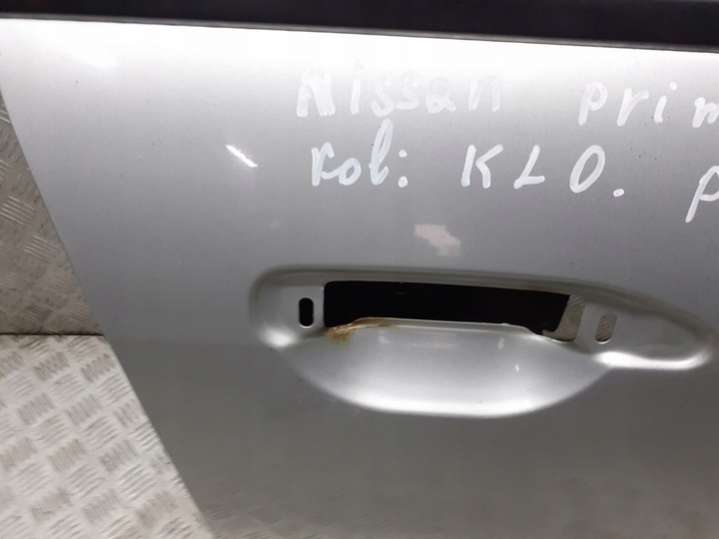 Nissan prim
kol: KL0. p